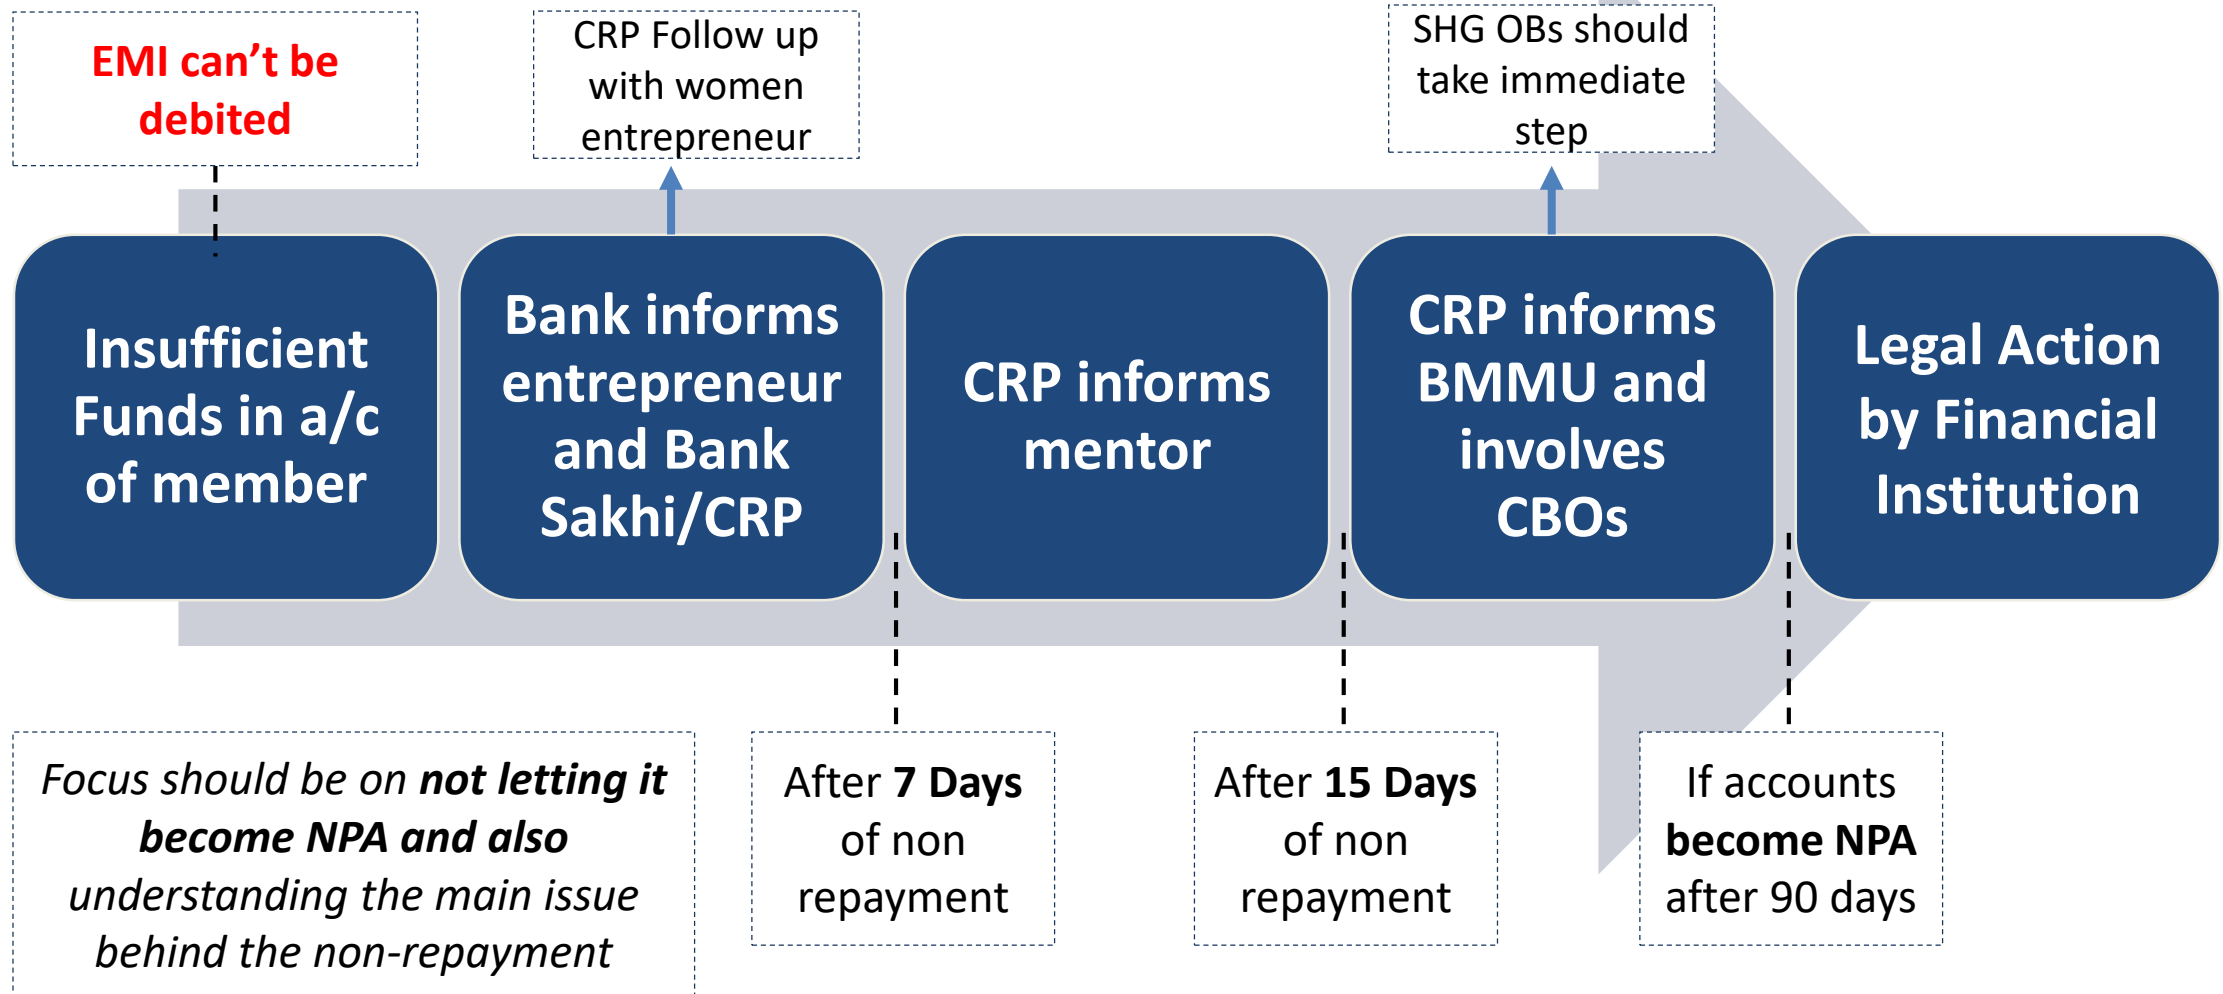 EMI can’t be
debited
CRP Follow up
with women
entrepreneur
SHG OBs should
take immediate
step
Insufficient
Funds in a/c
of member
Bank informs
entrepreneur
and Bank
Sakhi/CRP
CRP informs
mentor
CRP informs
BMMU and
involves
CBOs
Legal Action
by Financial
Institution
Focus should be on not letting it
become NPA and also
understanding the main issue
behind the non-repayment
After 7 Days
of non
repayment
After 15 Days
of non
repayment
If accounts
become NPA
after 90 days